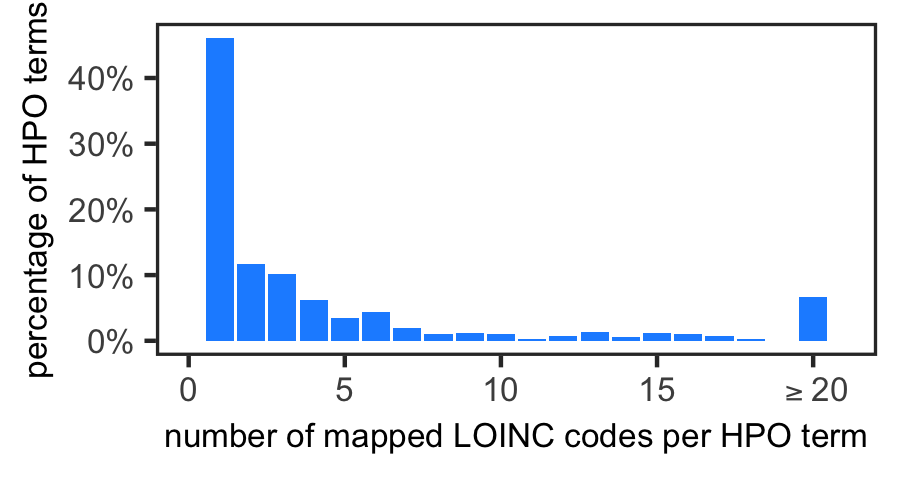 percentage of HPO terms
40%
30%
20%
10%
0%
0 5 10 15 ≥ 20
number of mapped LOINC codes per HPO term